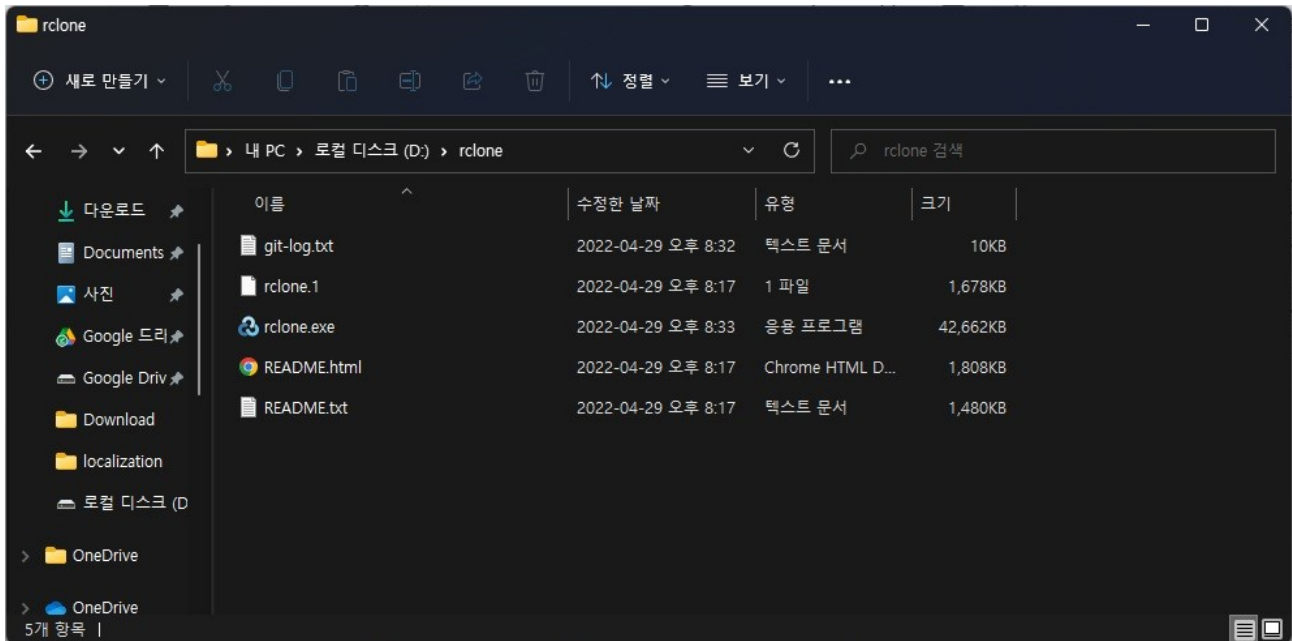 rclone
새로 만들기
정렬
보기
내 PC > 로컬 디스크 (D:) > rclone
rclone 검색
다운로드
Documents
사진
Google 드리
Google Driv
Download
localization
로컬 디스크 (D
OneDrive
OneDrive
이름 수정한 날짜 유형 크기
git-log.txt 2022-04-29 오후 8:32 텍스트 문서 10KB
rclone.1 2022-04-29 오후 8:17 1 파일 1,678KB
rclone.exe 2022-04-29 오후 8:33 응용 프로그램 42,662KB
README.html 2022-04-29 오후 8:17 Chrome HTML D... 1,808KB
README.txt 2022-04-29 오후 8:17 텍스트 문서 1,480KB
5개 항목